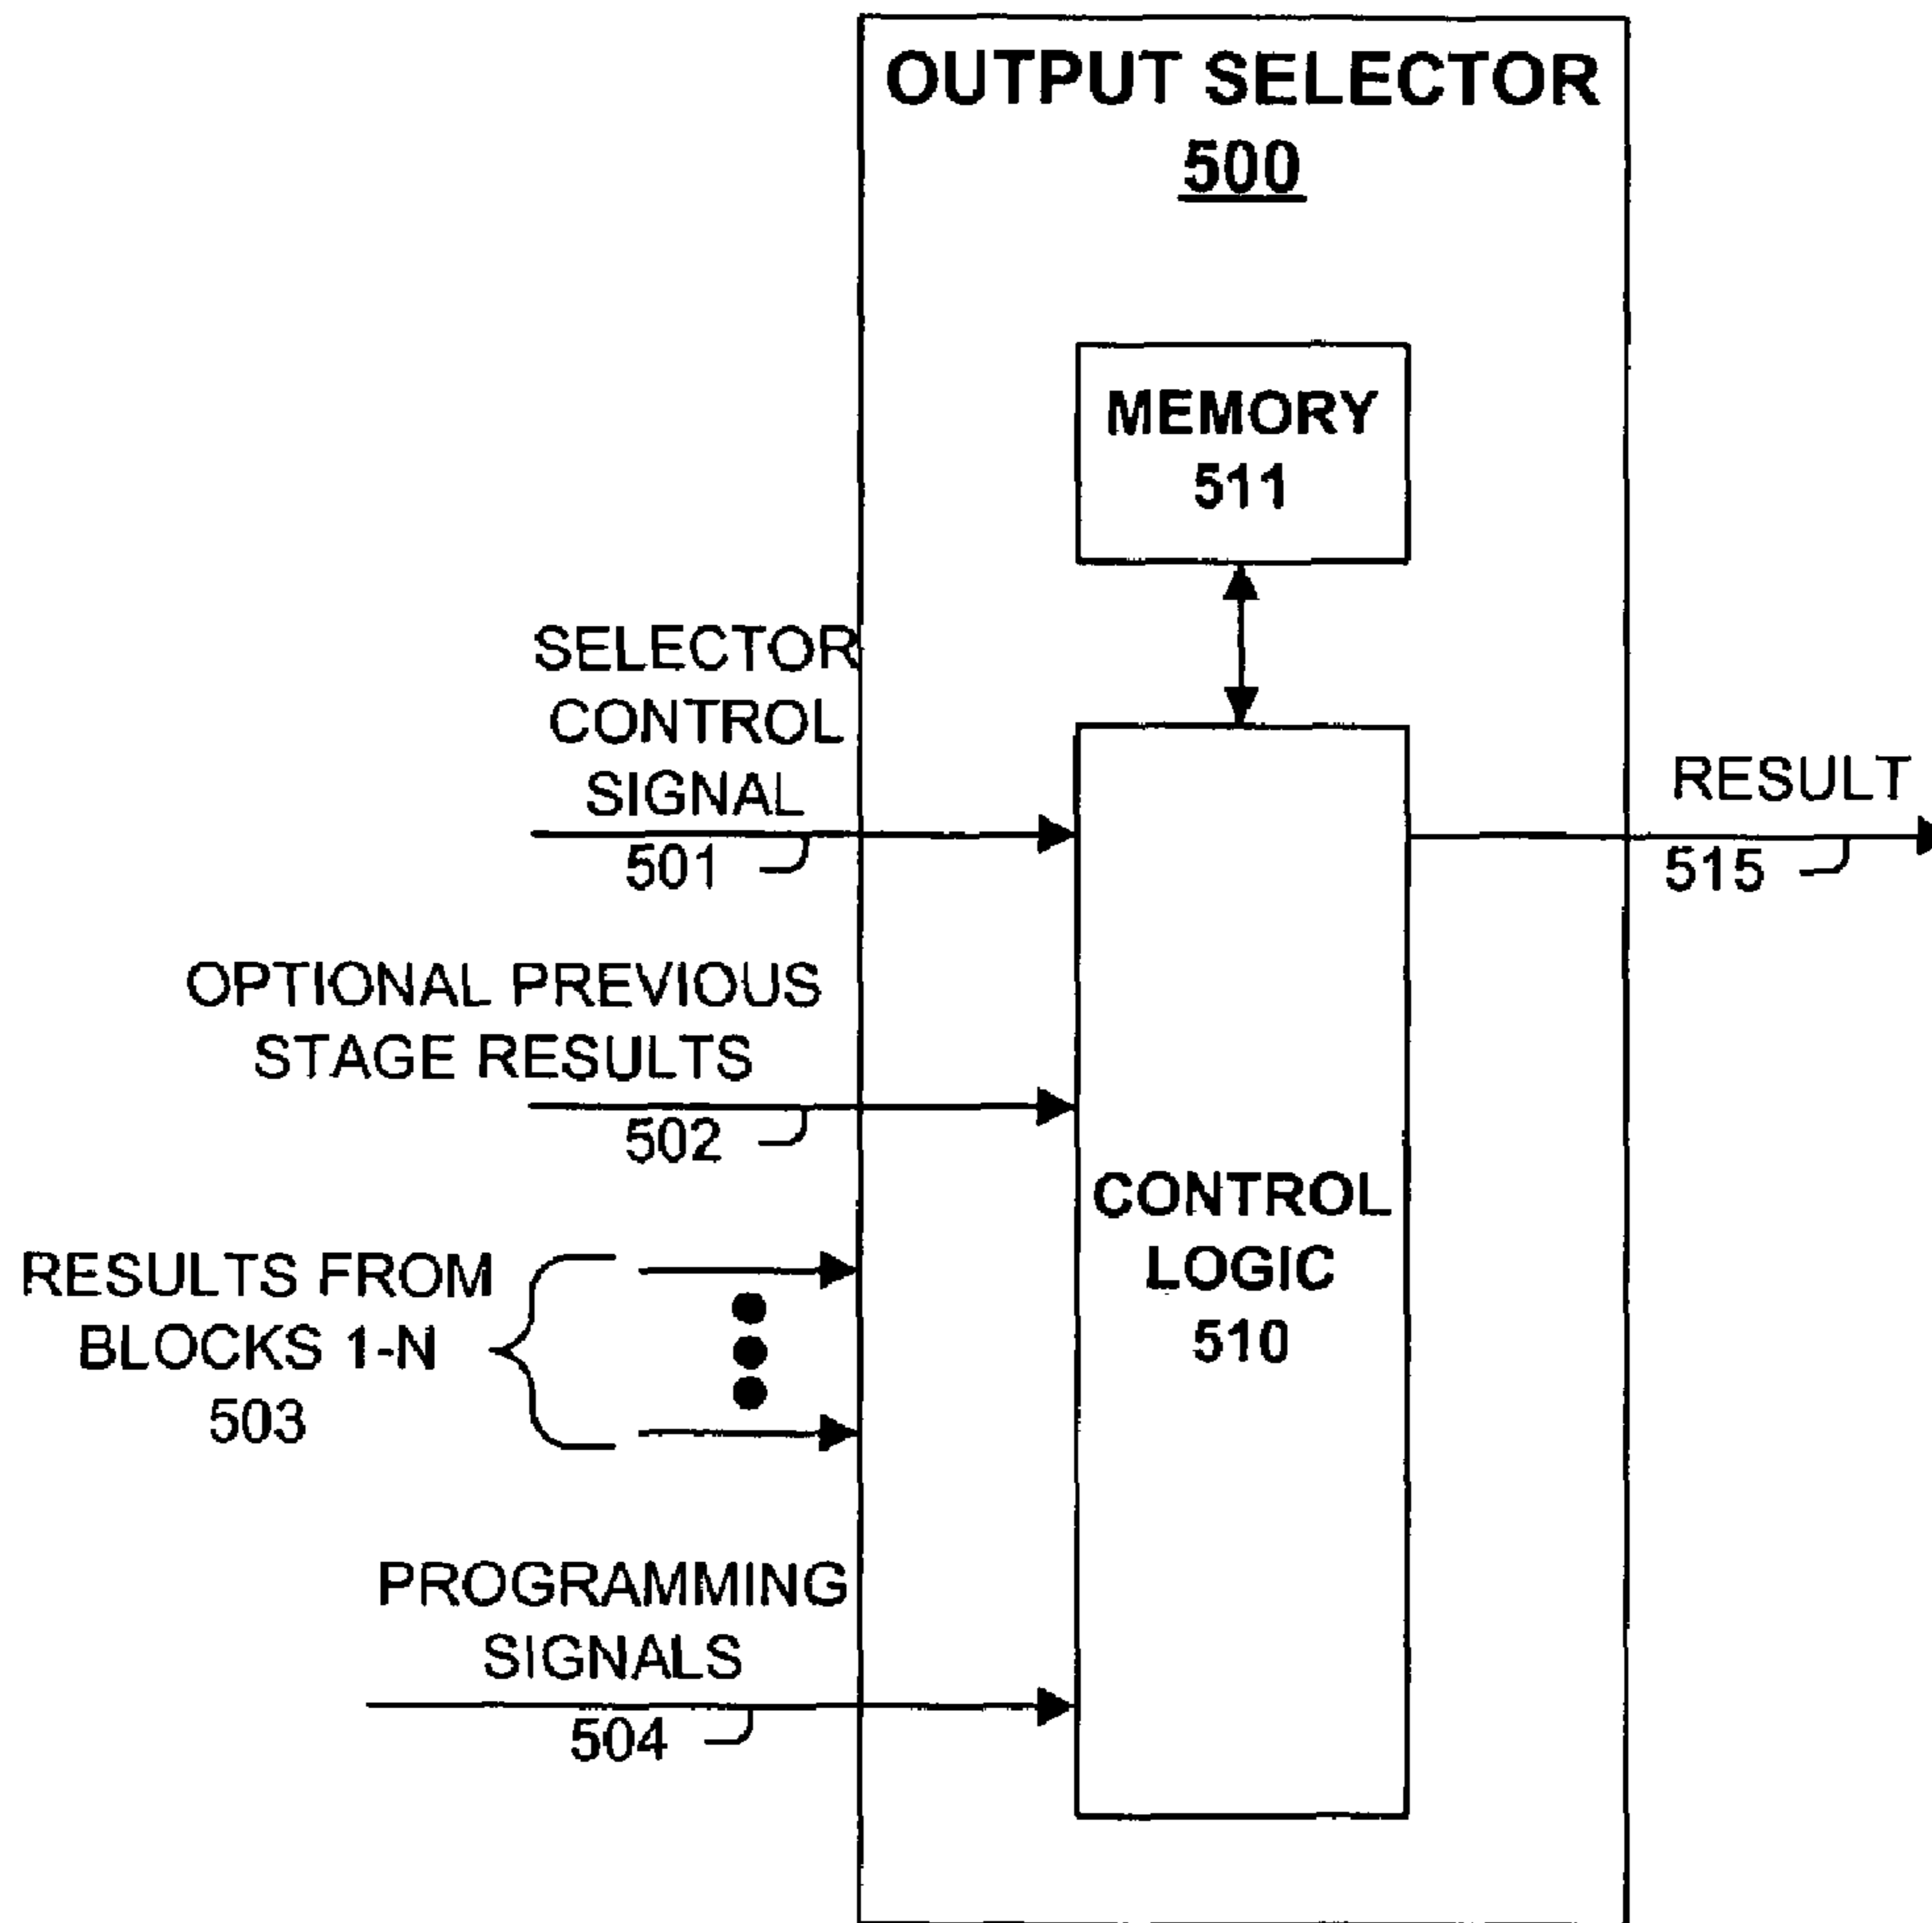 OUTPUT SELECTOR
500
MEMORY
511
SELECTOR
CONTROL
SIGNAL
501
RESULT
515
OPTIONAL PREVIOUS
STAGE RESULTS
502
CONTROL
LOGIC
510
RESULTS FROM
BLOCKS 1-N
503
PROGRAMMING
SIGNALS
504